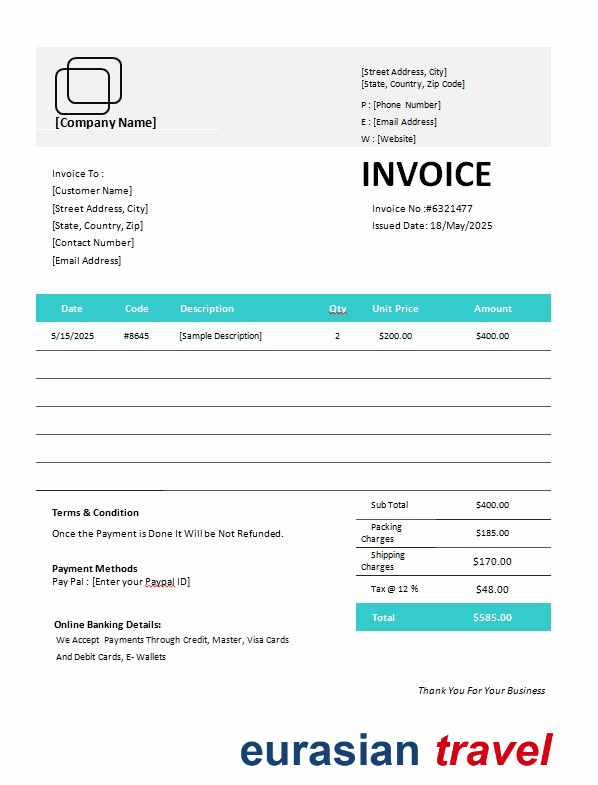 [Street Address, City]
[State, Country, Zip Code]
P : [Phone Number]
E : [Email Address]
W : [Website]
[Company Name]
INVOICE
Invoice To :
[Customer Name]
[Street Address, City]
[State, Country, Zip]
[Contact Number]
[Email Address]
Invoice No :#6321477
Issued Date: 18/May/2025
Date Code Description Qty Unit Price Amount
5/15/2025 #8645 [Sample Description] 2 $200.00 $400.00
Sub Total $400.00
Packing Charges $185.00
Shipping Charges $170.00
Tax @ 12 % $48.00
Total $585.00
Terms & Condition
Once the Payment is Done It Will be Not Refunded.
Payment Methods
Pay Pal : [Enter your Paypal ID]
Online Banking Details:
We Accept Payments Through Credit, Master, Visa Cards
And Debit Cards, E- Wallets
Thank You For Your Business
eurasian travel